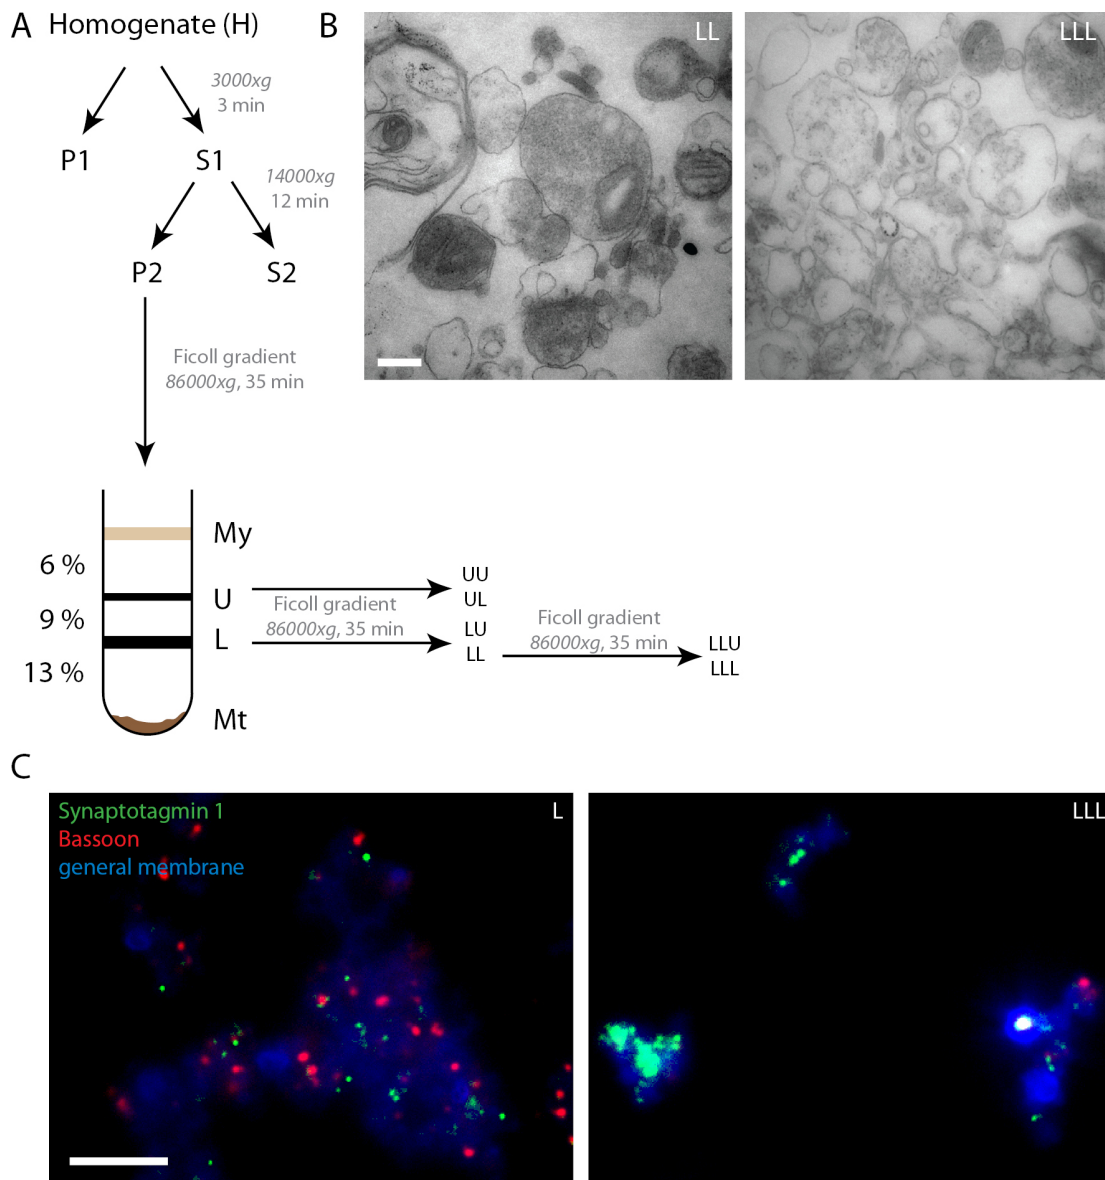 A
Homogenate (H)
3000xg
3 min
P1
S1
14000xg
12 min
P2
S2
Ficoll gradient
86000xg, 35 min
My
6 %
U
9 %
L
13 %
Mt
Ficoll gradient
86000xg, 35 min
UU
UL
LU
LL
Ficoll gradient
86000xg, 35 min
LLU
LLL
B
LL
LLL
C
Synaptotagmin 1
Bassoon
general membrane
L
LLL